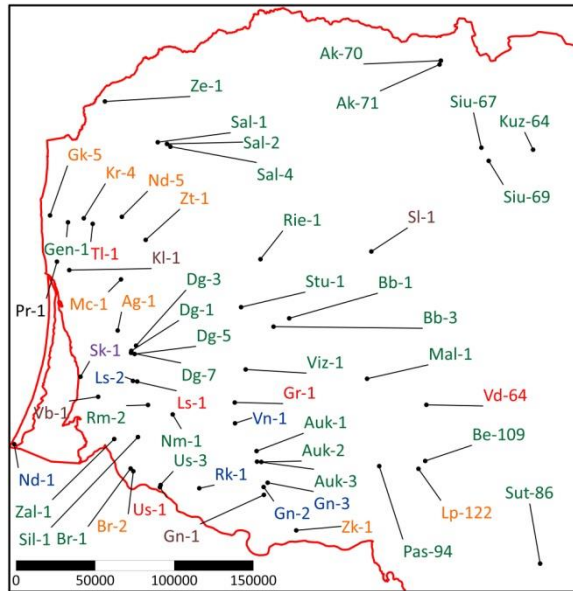 Ak-70
Ze-1
Ak-71
Siu-67
Kuz-64
Sal-1
Sal-2
Sal-4
Gk-5
Kr-4
Nd-5
Siu-69
Zt-1
Rie-1
Sl-1
Gen-1
Tl-1
Kl-1
Dg-3
Stu-1
Bb-1
Pr-1
Mc-1
Ag-1
Dg-1
Dg-5
Bb-3
Sk-1
Ls-2
Dg-7
Viz-1
Mal-1
Vb-1
Rm-2
Ls-1
Gr-1
Vd-64
Nm-1
Vn-1
Auk-1
Us-3
Auk-2
Be-109
Nd-1
Rk-1
Auk-3
Zal-1
Us-1
Gn-3
Sut-86
Sil-1
Br-1
Br-2
Gn-1
Gn-2
Zk-1
Lp-122
Pas-94
0
50000
100000
150000